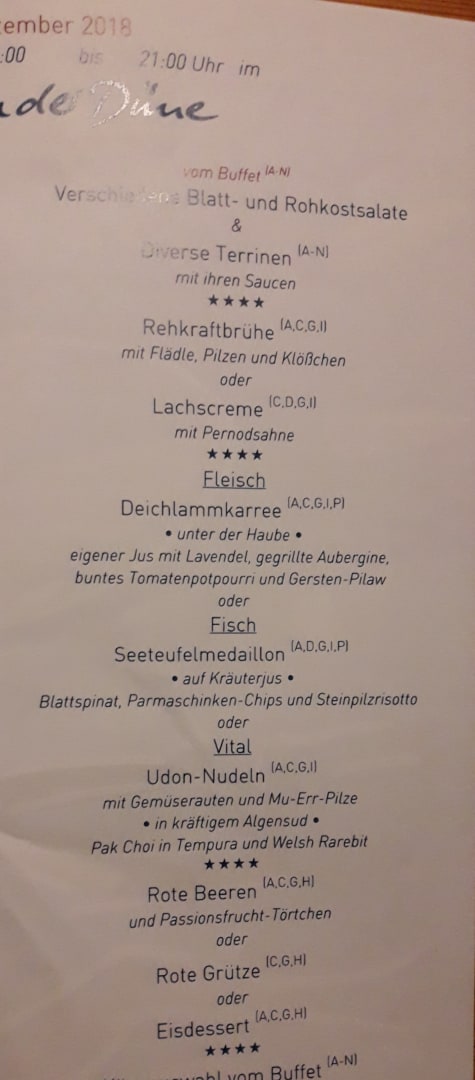 2018
:00 bis 21:00 Uhr im
Düne
vom Buffet (A-N)
Verschiedene Blatt- und Rohkostsalate
&
Diverse Terrinen (A-N)
mit ihren Saucen
★★★★
Rehkraftbrühe (A,C,G,I)
mit Flädle, Pilzen und Klößchen
oder
Lachscreme (C,D,G,I)
mit Pernodsahne
★★★★
Fleisch
Deichlammkarree (A,C,G,I,P)
• unter der Haube •
eigener Jus mit Lavendel, gegrillte Aubergine,
buntes Tomatenpotpourri und Gersten-Pilaw
oder
Fisch
Seeteufelmedaillon (A,D,G,I,P)
• auf Kräuterjus •
Blattspinat, Parmaschinken-Chips und Steinpilzrisotto
oder
Vital
Udon-Nudeln (A,C,G,I)
mit Gemüserauten und Mu-Err-Pilze
• in kräftigem Algensud •
Pak Choi in Tempura und Welsh Rarebit
★★★★
Rote Beeren (A,C,G,H)
und Passionsfrucht-Törtchen
oder
Rote Grütze (C,G,H)
oder
Eisdessert (A,C,G,H)
★★★★
vom Buffet (A-N)